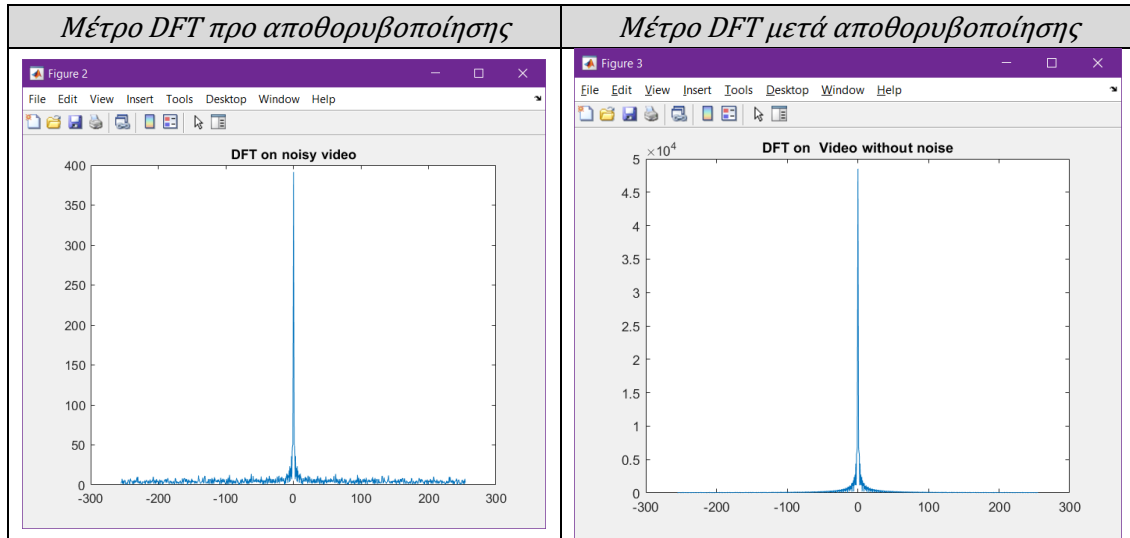 Μέτρο DFT προ αποθορυβοποίησης
Μέτρο DFT μετά αποθορυβοποίησης
Figure 2
File Edit View Insert Tools Desktop Window Help
DFT on noisy video
400
350
300
250
200
150
100
50
0
-300 -200 -100 0 100 200 300
Figure 3
File Edit View Insert Tools Desktop Window Help
×10^4
DFT on Video without noise
5
4.5
4
3.5
3
2.5
2
1.5
1
0.5
0
-300 -200 -100 0 100 200 300